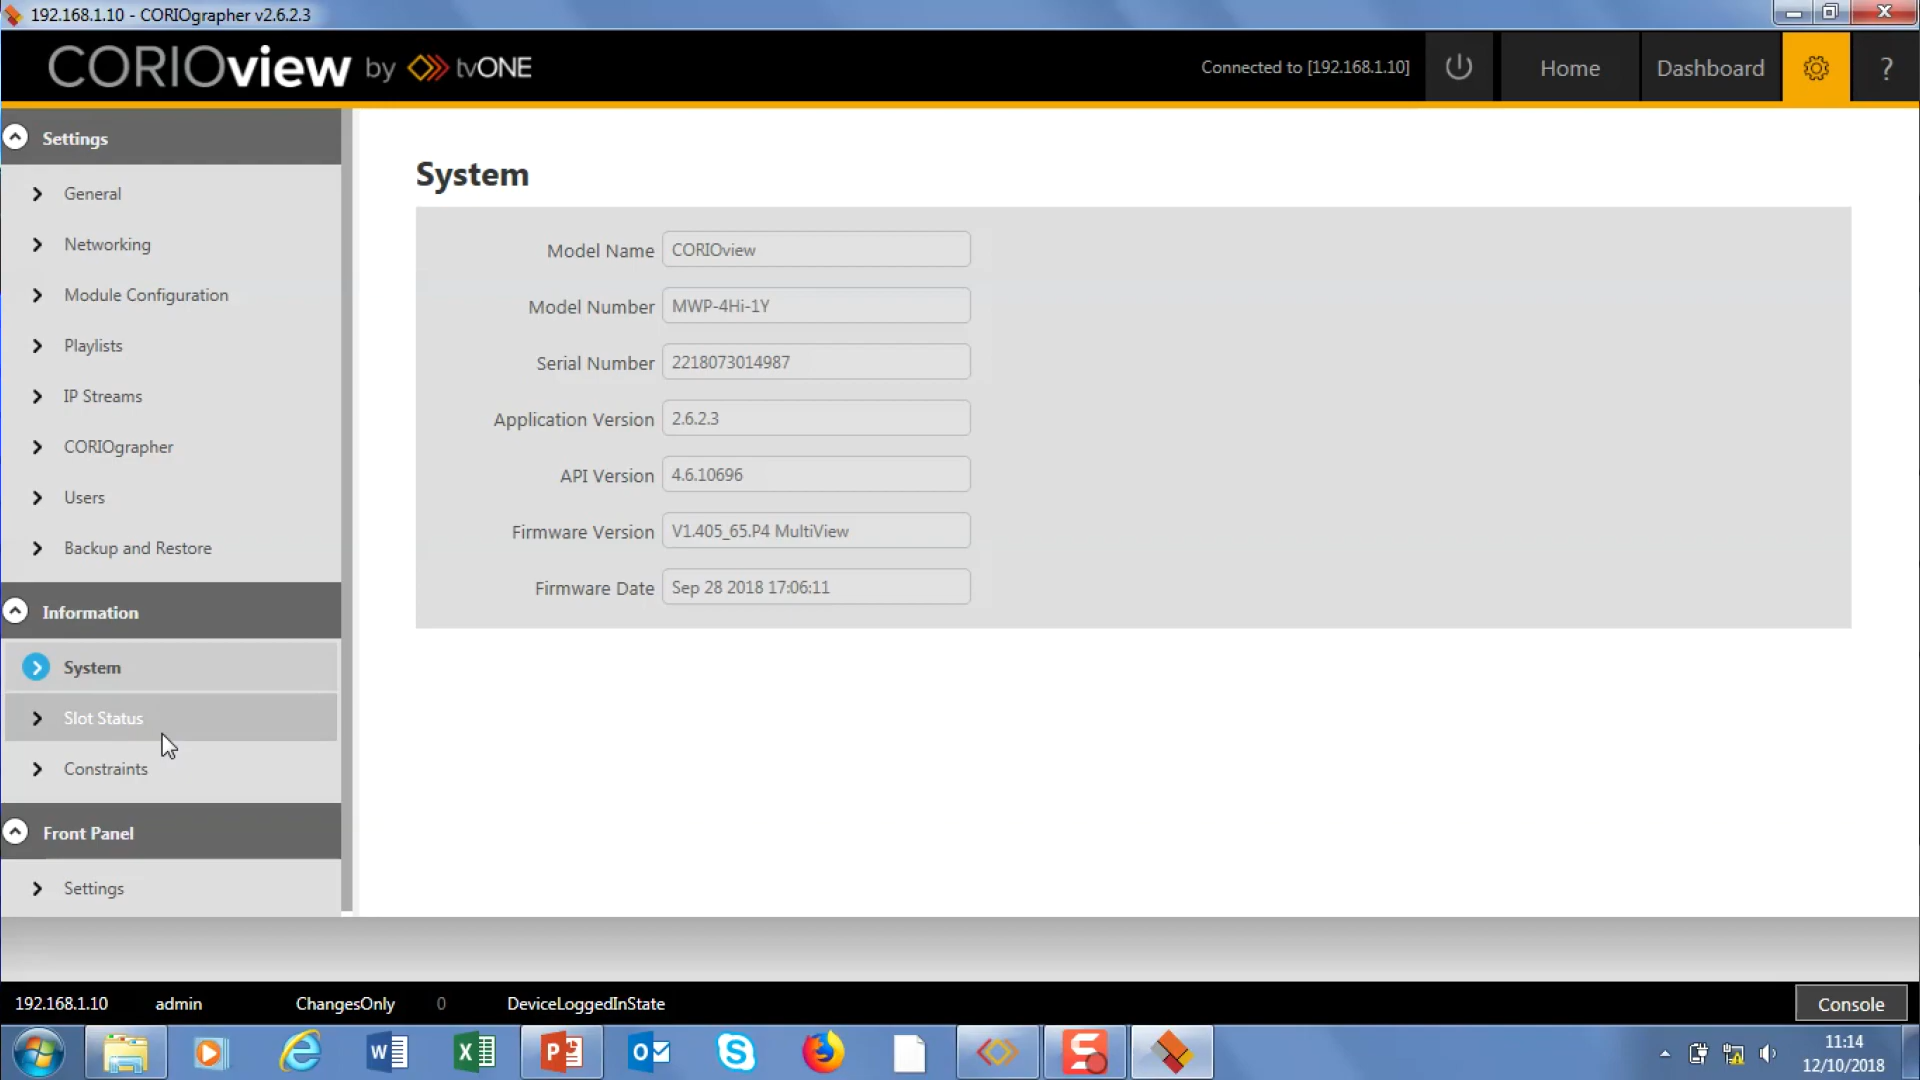 192.168.1.10 - CORIOgrapher v2.6.2.3
CORIOview by tvONE
Connected to [192.168.1.10]
Home
Dashboard
?
Settings
General
Networking
Module Configuration
Playlists
IP Streams
CORIOgrapher
Users
Backup and Restore
Information
System
Slot Status
Constraints
Front Panel
Settings
System
Model Name CORIOview
Model Number MWP-4Hi-1Y
Serial Number 2218073014987
Application Version 2.6.2.3
API Version 4.6.10696
Firmware Version V1.405_65.P4 MultiView
Firmware Date Sep 28 2018 17:06:11
192.168.1.10 admin ChangesOnly 0 DeviceLoggedInState
Console
11:14
12/10/2018